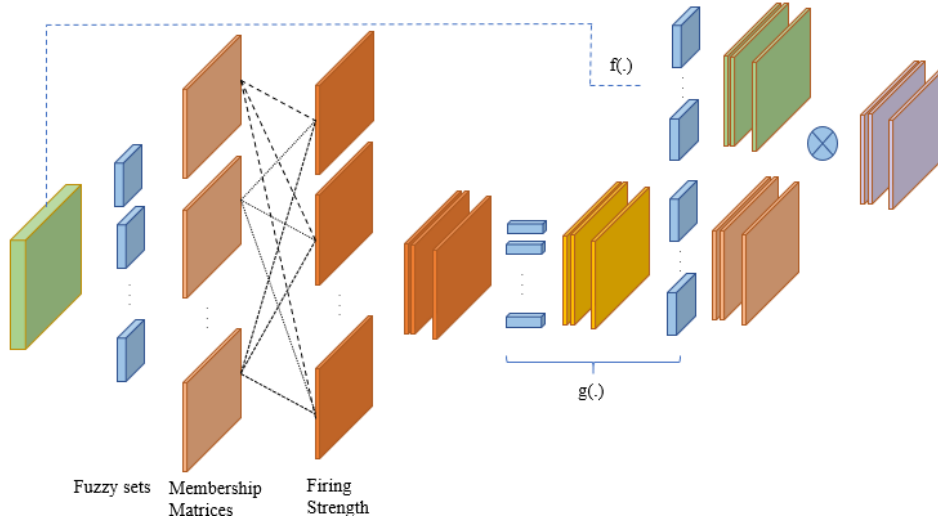 f(.)
g(.)
Fuzzy sets
Membership
Matrices
Firing
Strength